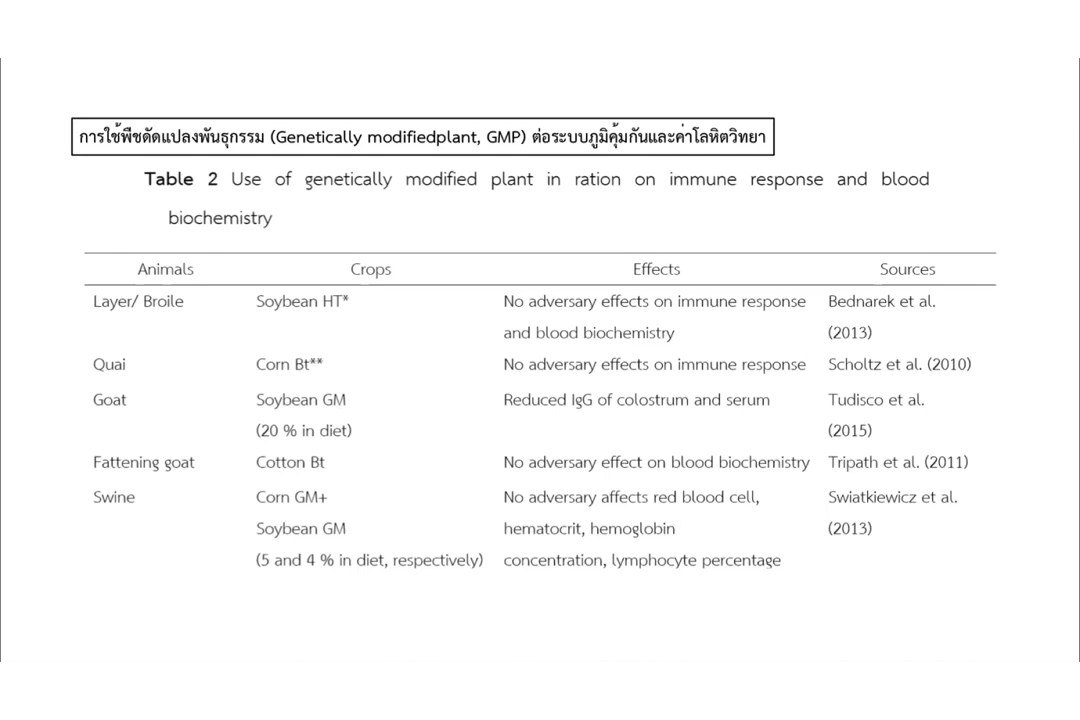 การใช้พืชดัดแปลงพันธุกรรม (Genetically modifiedplant, GMP) ต่อระบบภูมิคุ้มกันและค่าโลหิตวิทยา
Table 2 Use of genetically modified plant in ration on immune response and blood
biochemistry
Animals Crops Effects Sources
Layer/ Broile Soybean HT* No adversary effects on immune response Bednarek et al.
and blood biochemistry (2013)
Quai Corn Bt** No adversary effects on immune response Scholtz et al. (2010)
Goat Soybean GM Reduced IgG of colostrum and serum Tudisco et al.
(20 % in diet) (2015)
Fattening goat Cotton Bt No adversary effect on blood biochemistry Tripath et al. (2011)
Swine Corn GM+ No adversary affects red blood cell, Swiatkiewicz et al.
Soybean GM hematocrit, hemoglobin (2013)
(5 and 4 % in diet, respectively) concentration, lymphocyte percentage